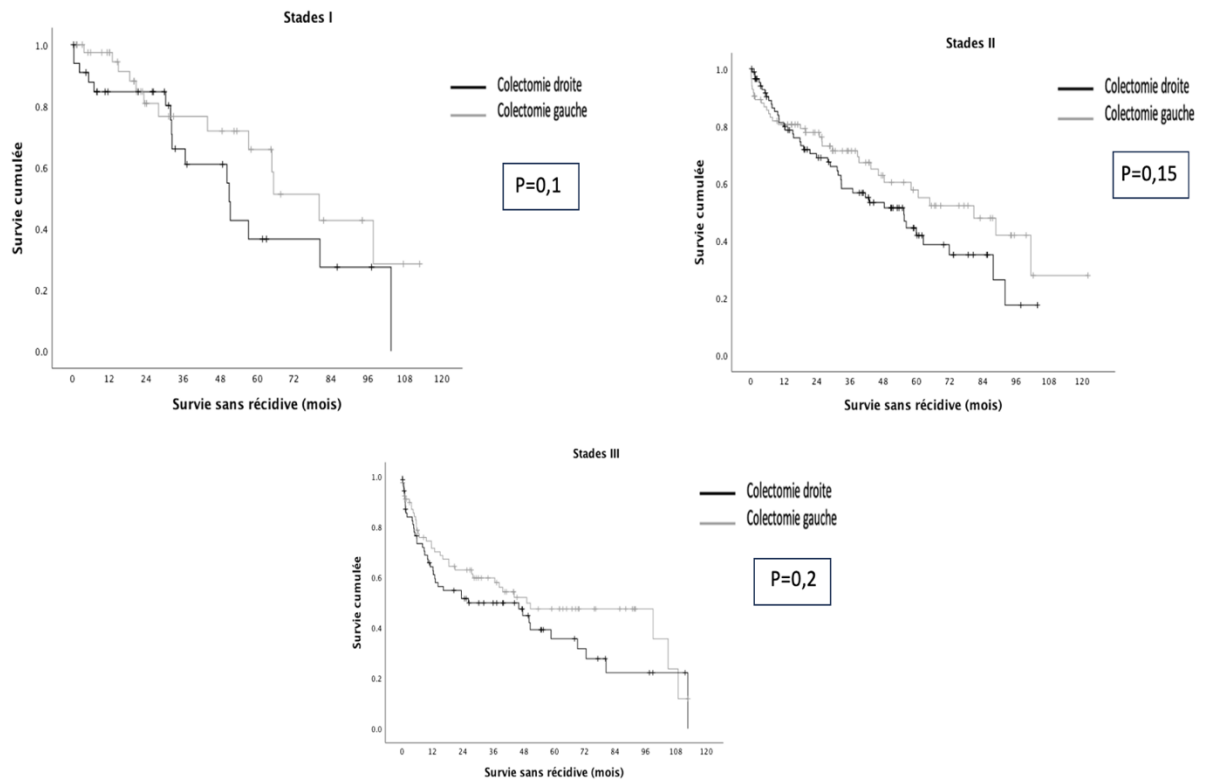 Stades I
1.0
0.8
0.6
0.4
0.2
0.0
Survie cumulée
0 12 24 36 48 60 72 84 96 108 120
Survie sans récidive (mois)
Colectomie droite
Colectomie gauche
P=0,1
Stades II
1.0
0.8
0.6
0.4
0.2
0.0
Survie cumulée
0 12 24 36 48 60 72 84 96 108 120
Survie sans récidive (mois)
Colectomie droite
Colectomie gauche
P=0,15
Stades III
1.0
0.8
0.6
0.4
0.2
0.0
Survie cumulée
0 12 24 36 48 60 72 84 96 108 120
Survie sans récidive (mois)
Colectomie droite
Colectomie gauche
P=0,2